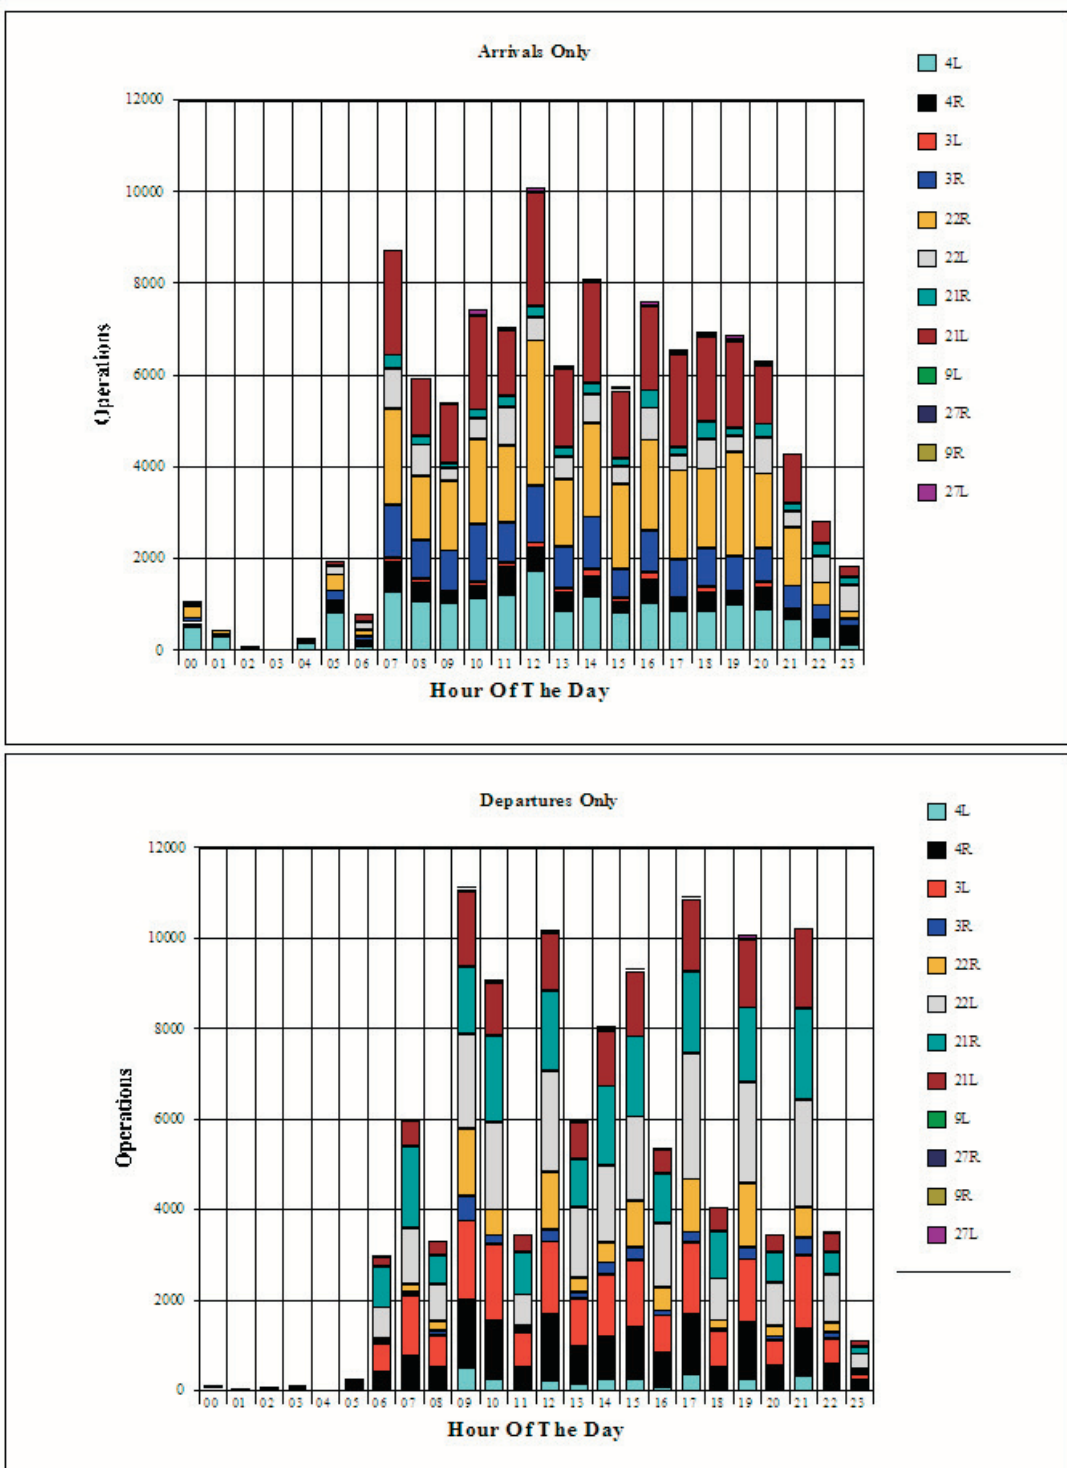 Arrivals Only
12000
10000
8000
6000
4000
2000
0
Operations
00 01 02 03 04 05 06 07 08 09 10 11 12 13 14 15 16 17 18 19 20 21 22 23
Hour Of The Day
4L
4R
3L
3R
22R
22L
21R
21L
9L
27R
9R
27L
Departures Only
12000
10000
8000
6000
4000
2000
0
Operations
00 01 02 03 04 05 06 07 08 09 10 11 12 13 14 15 16 17 18 19 20 21 22 23
Hour Of The Day
4L
4R
3L
3R
22R
22L
21R
21L
9L
27R
9R
27L